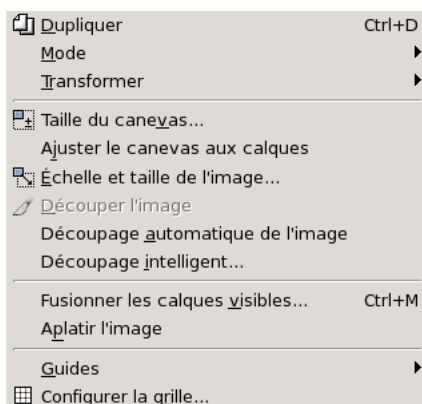 Dupliquer Ctrl+D
Mode
Transformer
Taille du canevas...
Ajuster le canevas aux calques
Échelle et taille de l'image...
Découper l'image
Découpage automatique de l'image
Découpage intelligent...
Fusionner les calques visibles... Ctrl+M
Aplatir l'image
Guides
Configurer la grille...